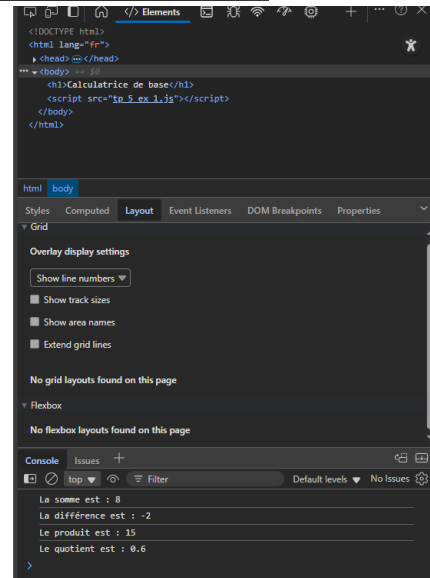 Elements
<!DOCTYPE html>
<html lang="fr">
<head> </head>
<body> == $0
<h1>Calculatrice de base</h1>
<script src="tp 5 ex 1.js"></script>
</body>
</html>
html body
Styles Computed Layout Event Listeners DOM Breakpoints Properties
Grid
Overlay display settings
Show line numbers
Show track sizes
Show area names
Extend grid lines
No grid layouts found on this page
Flexbox
No flexbox layouts found on this page
Console Issues
top Filter Default levels No Issues
La somme est : 8
La différence est : -2
Le produit est : 15
Le quotient est : 0.6